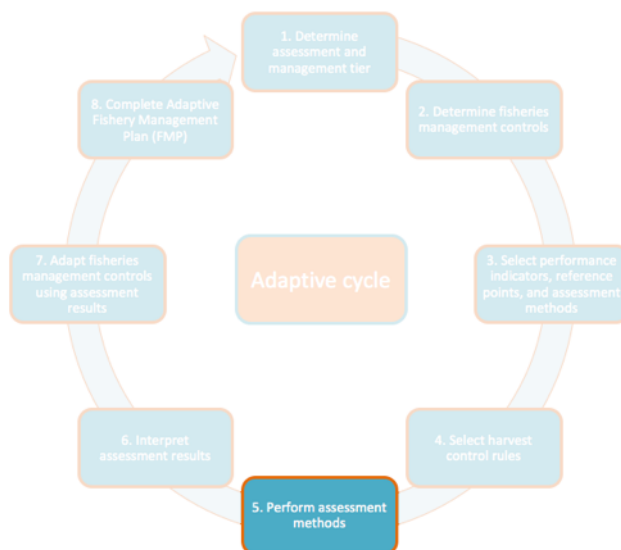 1. Determine
assessment and
management tier
2. Determine fisheries
management controls
3. Select performance
indicators, reference
points, and assessment
methods
4. Select harvest
control rules
5. Perform assessment
methods
6. Interpret
assessment results
7. Adapt fisheries
management controls
using assessment
results
8. Complete Adaptive
Fishery Management
Plan (FMP)
Adaptive cycle